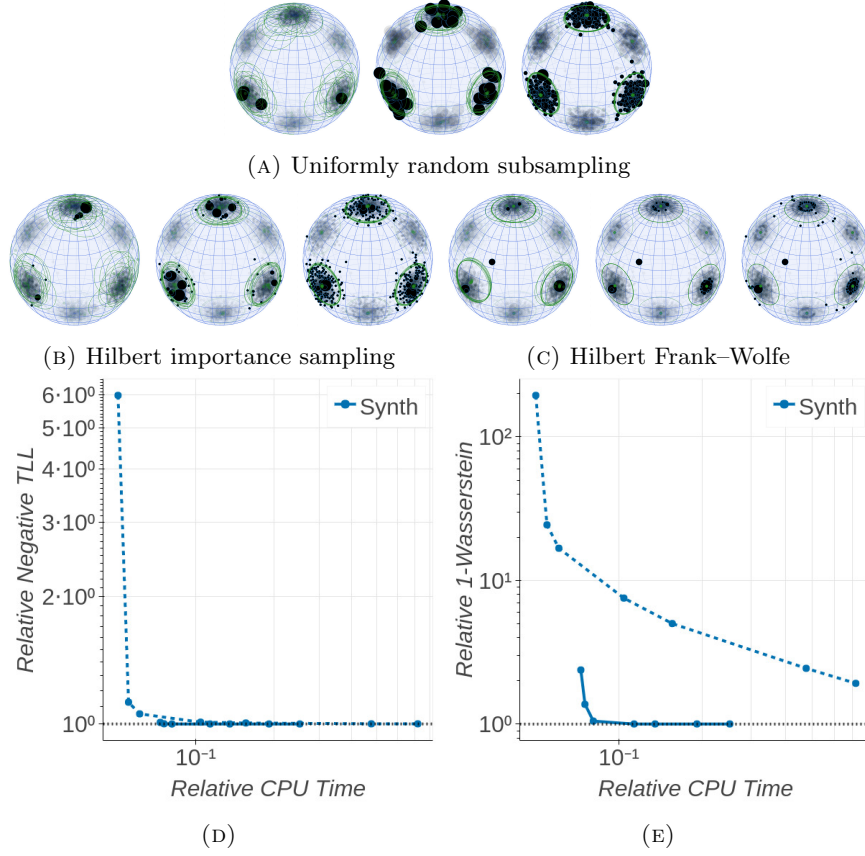 (A) Uniformly random subsampling
(B) Hilbert importance sampling
(C) Hilbert Frank–Wolfe
Relative Negative TLL
6·10⁰
5·10⁰
4·10⁰
3·10⁰
2·10⁰
10⁰
Synth
10⁻¹
Relative CPU Time
(D)
Relative 1-Wasserstein
10²
10¹
10⁰
Synth
10⁻¹
Relative CPU Time
(E)